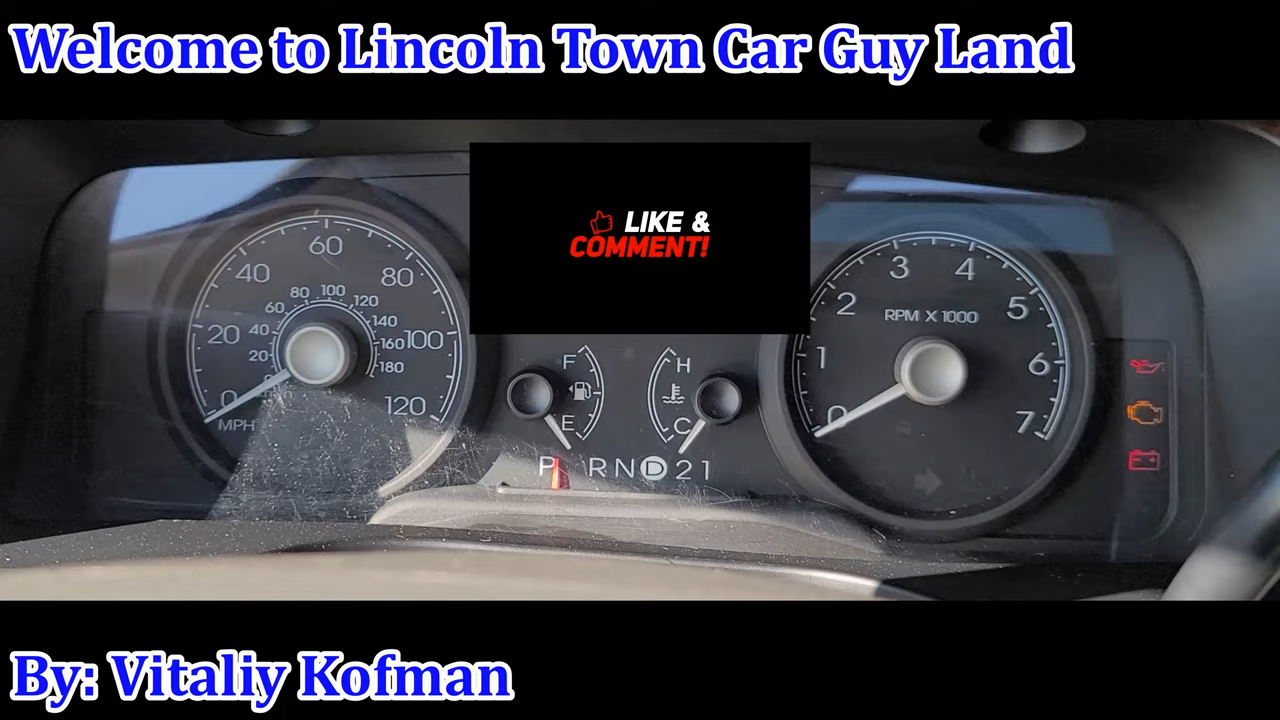 Welcome to Lincoln Town Car Guy Land
LIKE &
COMMENT!
60
40
80
20
100
0
120
MPH
80 100 120
60
140
40
160
20
180
F
E
H
C
P R N D 2 1
3 4
2
5
RPM X 1000
1
6
0
7
By: Vitaliy Kofman